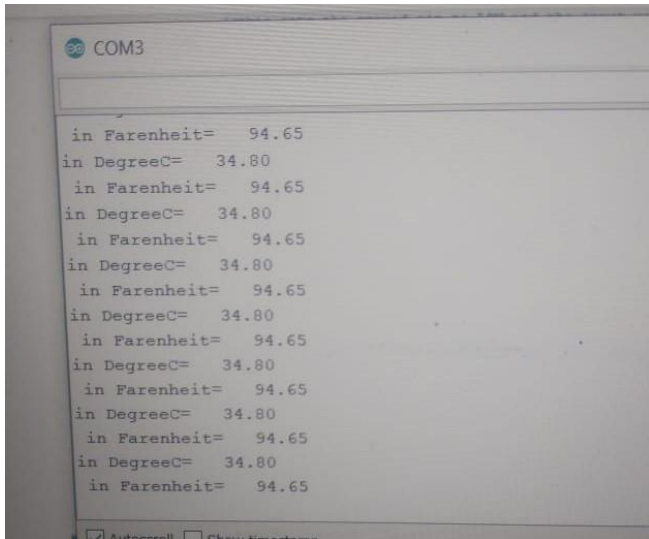 COM3
in Farenheit= 94.65
in DegreeC= 34.80
in Farenheit= 94.65
in DegreeC= 34.80
in Farenheit= 94.65
in DegreeC= 34.80
in Farenheit= 94.65
in DegreeC= 34.80
in Farenheit= 94.65
in DegreeC= 34.80
in Farenheit= 94.65
in DegreeC= 34.80
in Farenheit= 94.65
in DegreeC= 34.80
in Farenheit= 94.65
Autoscroll Show timestamp